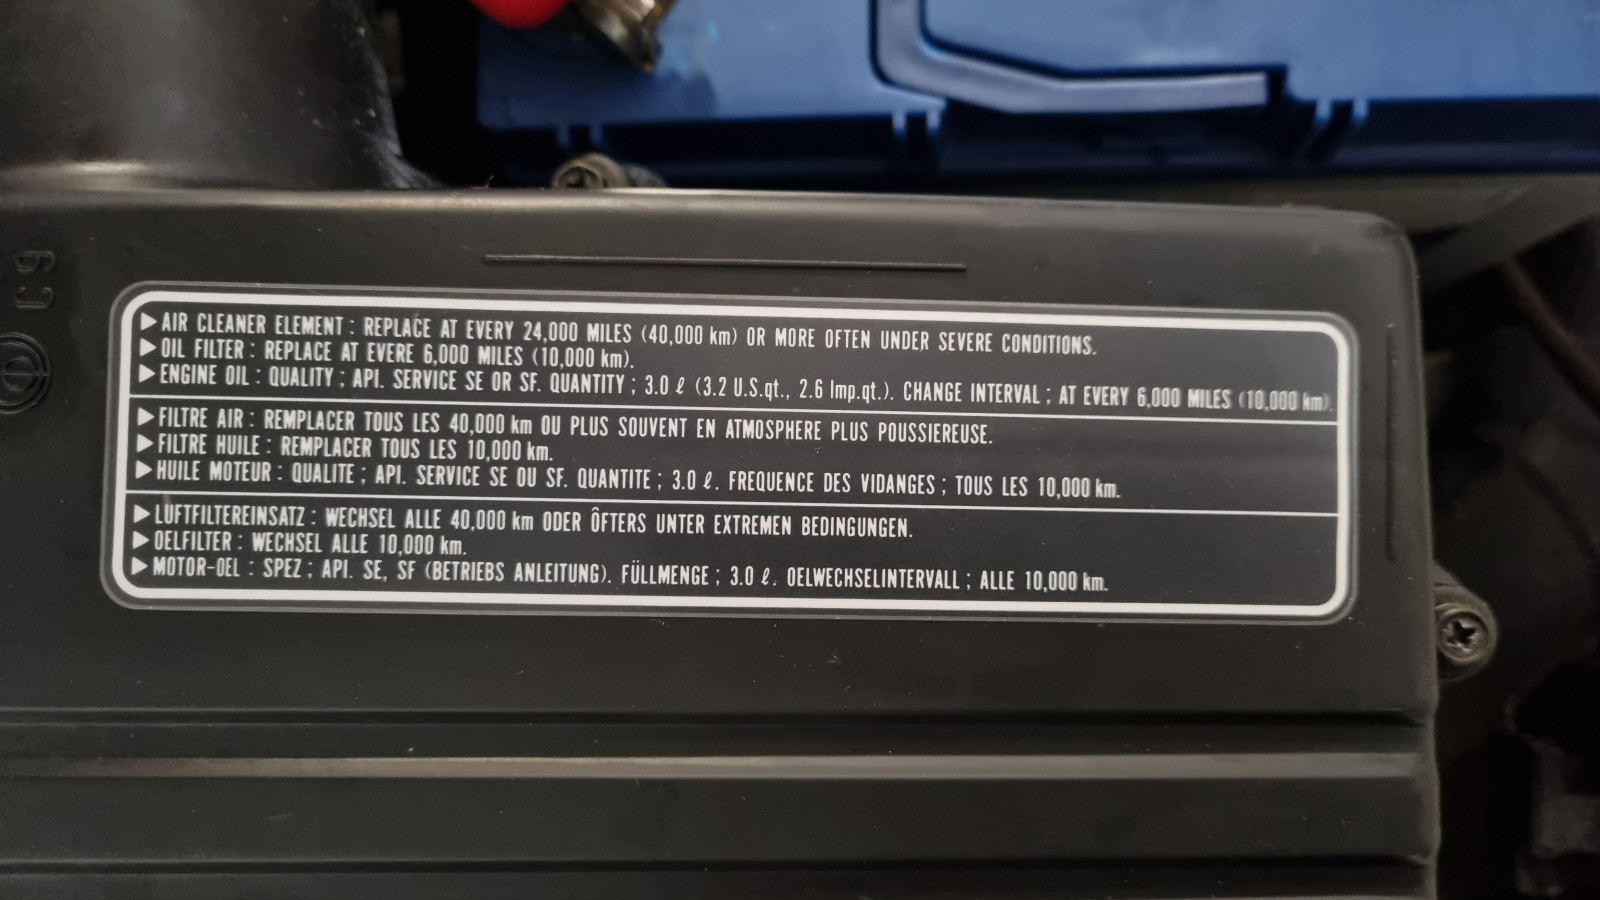 C9
▶AIR CLEANER ELEMENT : REPLACE AT EVERY 24,000 MILES (40,000 km) OR MORE OFTEN UNDER SEVERE CONDITIONS.
▶OIL FILTER : REPLACE AT EVERE 6,000 MILES (10,000 km).
▶ENGINE OIL : QUALITY ; API. SERVICE SE OR SF. QUANTITY ; 3.0 ℓ (3.2 U.S.qt., 2.6 Imp.qt.). CHANGE INTERVAL ; AT EVERY 6,000 MILES (10,000 km).
▶FILTRE AIR : REMPLACER TOUS LES 40,000 km OU PLUS SOUVENT EN ATMOSPHERE PLUS POUSSIEREUSE.
▶FILTRE HUILE : REMPLACER TOUS LES 10,000 km.
▶HUILE MOTEUR : QUALITE ; API. SERVICE SE OU SF. QUANTITE ; 3.0 ℓ. FREQUENCE DES VIDANGES ; TOUS LES 10,000 km.
▶LUFTFILTEREINSATZ : WECHSEL ALLE 40,000 km ODER ÔFTERS UNTER EXTREMEN BEDINGUNGEN.
▶OELFILTER : WECHSEL ALLE 10,000 km.
▶MOTOR-OEL : SPEZ ; API. SE, SF (BETRIEBS ANLEITUNG). FÜLLMENGE ; 3.0 ℓ. OELWECHSELINTERVALL ; ALLE 10,000 km.